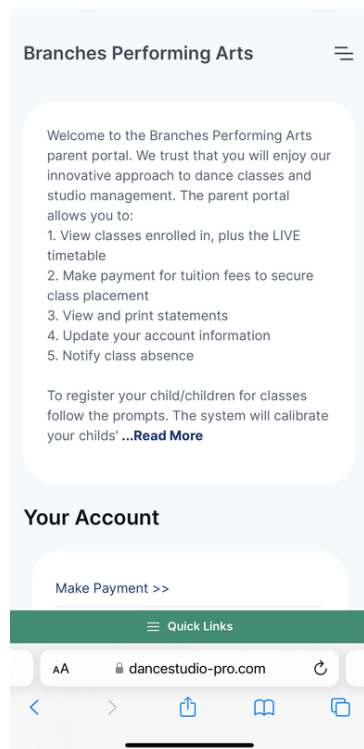 Branches Performing Arts
Welcome to the Branches Performing Arts
parent portal. We trust that you will enjoy our
innovative approach to dance classes and
studio management. The parent portal
allows you to:
1. View classes enrolled in, plus the LIVE
timetable
2. Make payment for tuition fees to secure
class placement
3. View and print statements
4. Update your account information
5. Notify class absence
To register your child/children for classes
follow the prompts. The system will calibrate
your childs' ...Read More
Your Account
Make Payment >>
Quick Links
AA dancestudio-pro.com